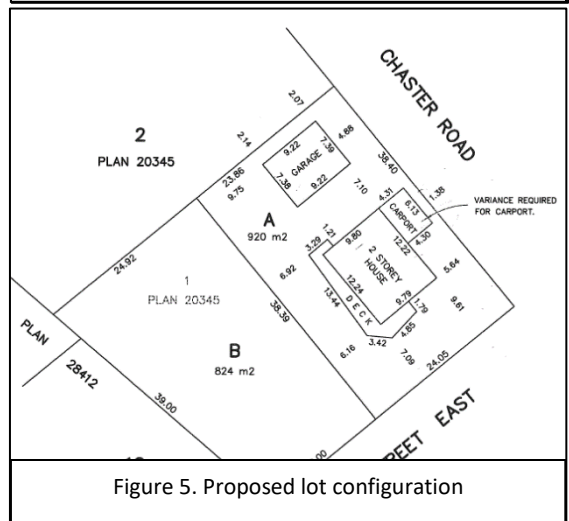 CHASTER ROAD
2
PLAN 20345
2.07
2.14
4.88
9.22
7.39
GARAGE
7.38
9.22
23.86
9.75
38.40
7.10
4.31
6.13
1.38
CARPORT
VARIANCE REQUIRED
FOR CARPORT.
A
920 m2
1.21
3.29
9.80
12.22
4.30
2 STOREY
HOUSE
24.92
6.92
1
PLAN 20345
12.24
13.44
DECK
9.79
1.79
5.64
9.61
38.39
PLAN
28412
B
824 m2
6.16
3.42
4.85
7.09
24.05
39.00
REET EAST
Figure 5. Proposed lot configuration